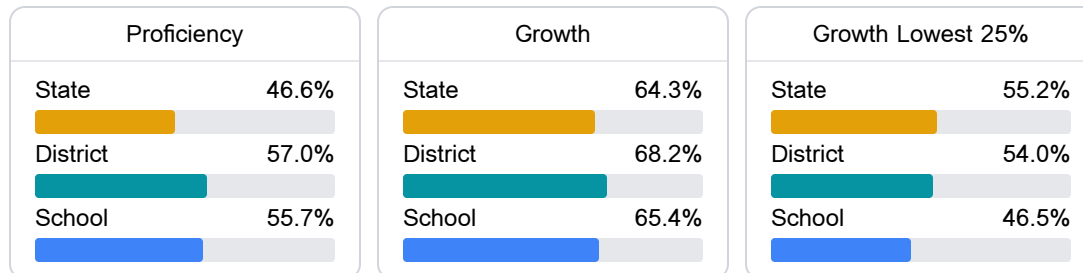 Proficiency
State 46.6%
District 57.0%
School 55.7%
Growth
State 64.3%
District 68.2%
School 65.4%
Growth Lowest 25%
State 55.2%
District 54.0%
School 46.5%